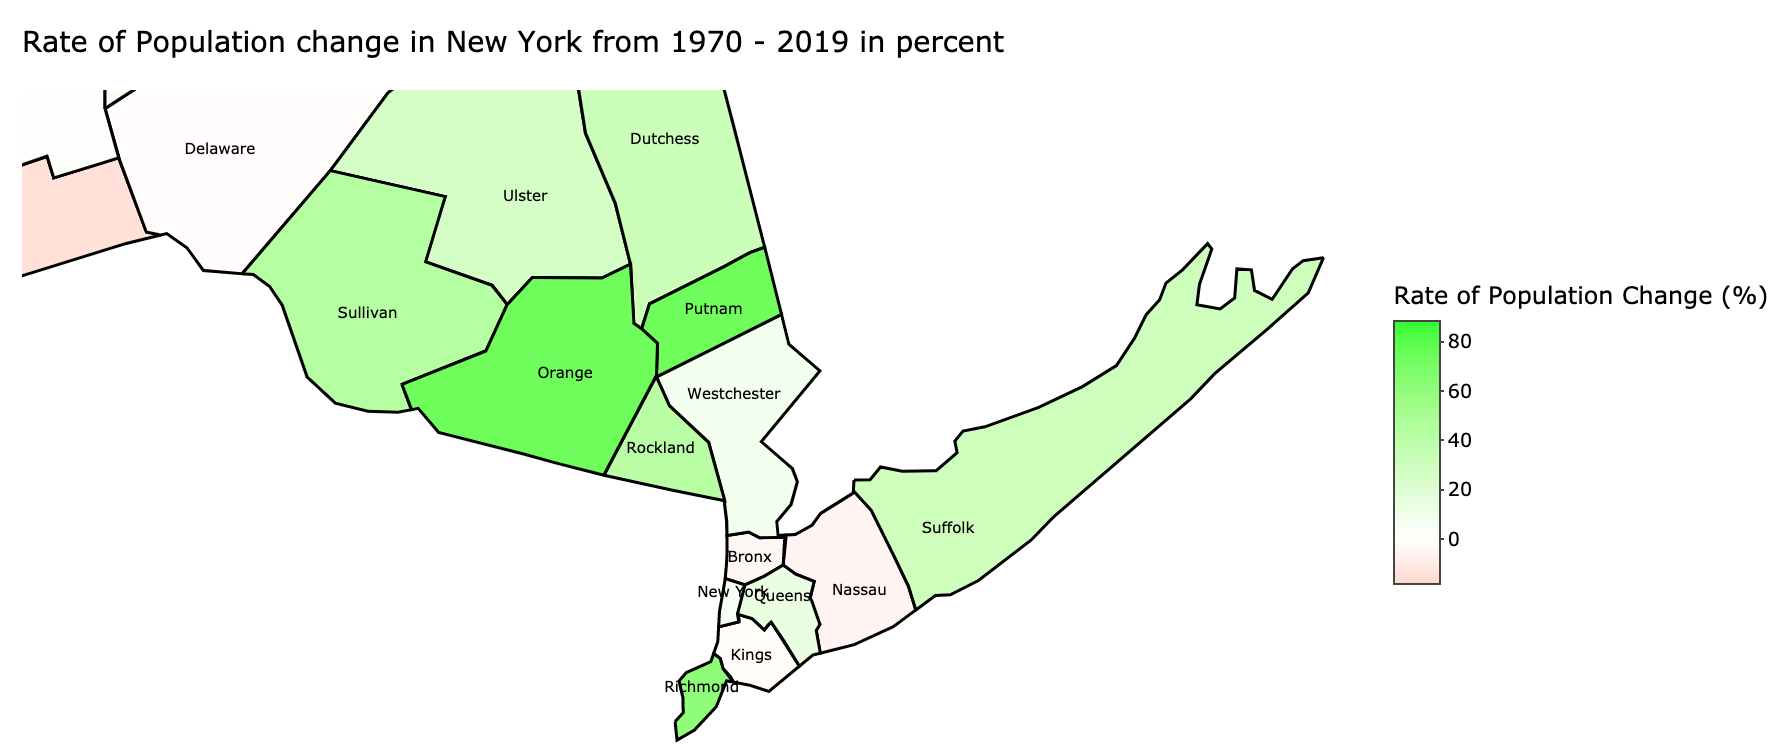 Rate of Population change in New York from 1970 - 2019 in percent
Dutchess
Delaware
Ulster
Rate of Population Change (%)
Putnam
Sullivan
80
Orange
60
Westchester
40
Rockland
20
Suffolk
0
Bronx
Nassau
New York
Queens
Kings
Richmond